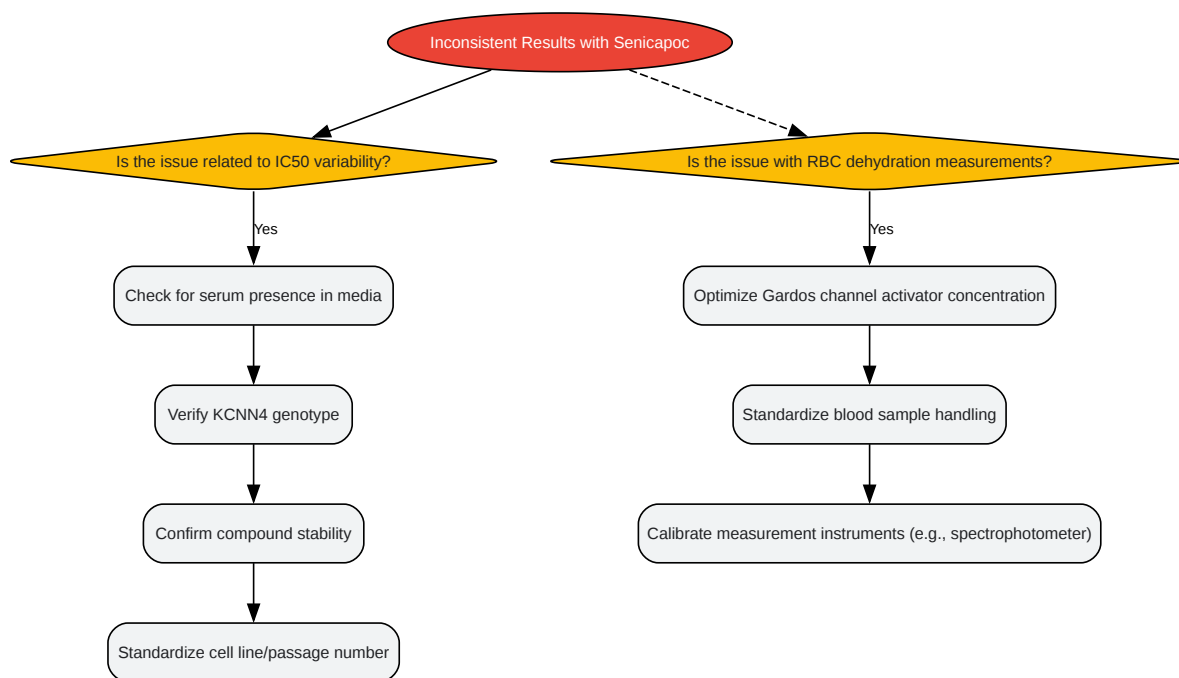 Inconsistent Results with Senicapoc
Is the issue related to IC50 variability?
Is the issue with RBC dehydration measurements?
Yes
Yes
Check for serum presence in media
Optimize Gardos channel activator concentration
Verify KCNN4 genotype
Standardize blood sample handling
Confirm compound stability
Calibrate measurement instruments (e.g., spectrophotometer)
Standardize cell line/passage number